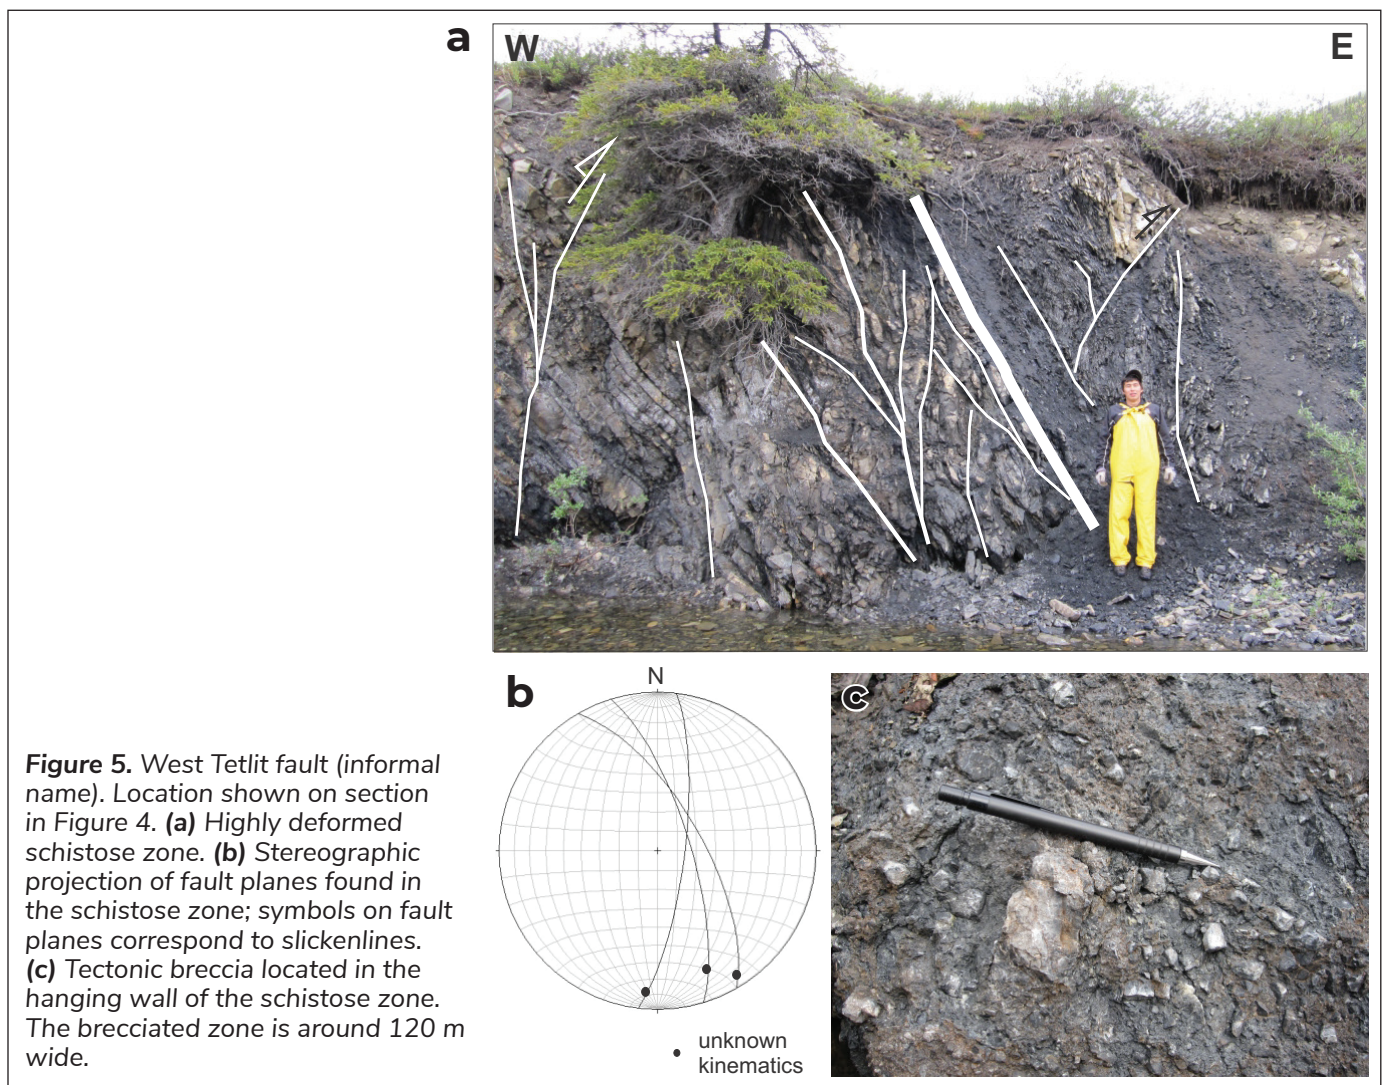 a
W
E
b
N
c
unknown
kinematics
Figure 5. West Tetlit fault (informal
name). Location shown on section
in Figure 4. (a) Highly deformed
schistose zone. (b) Stereographic
projection of fault planes found in
the schistose zone; symbols on fault
planes correspond to slickenlines.
(c) Tectonic breccia located in the
hanging wall of the schistose zone.
The brecciated zone is around 120 m
wide.